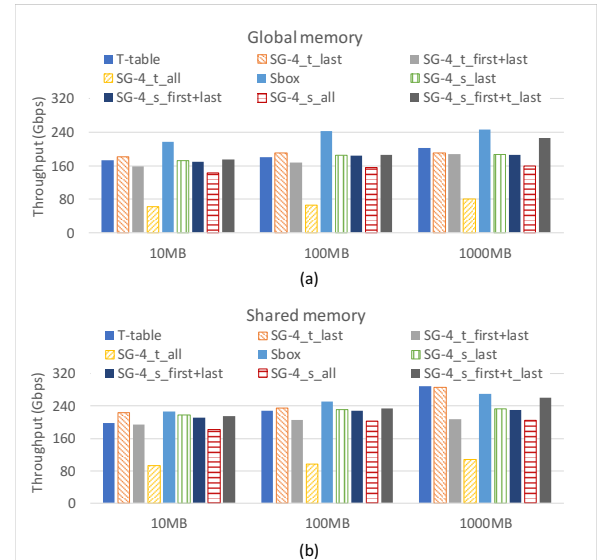 Global memory
T-table SG-4_t_last SG-4_t_first+last
SG-4_t_all Sbox SG-4_s_last
SG-4_s_first+last SG-4_s_all SG-4_s_first+t_last
Throughput (Gbps)
320
240
160
80
0
10MB 100MB 1000MB
(a)
Shared memory
T-table SG-4_t_last SG-4_t_first+last
SG-4_t_all Sbox SG-4_s_last
SG-4_s_first+last SG-4_s_all SG-4_s_first+t_last
Throughput (Gbps)
320
240
160
80
0
10MB 100MB 1000MB
(b)